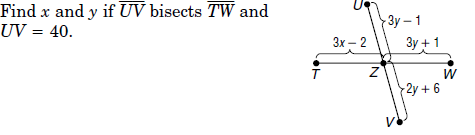 Find x and y if UV bisects TW and
UV = 40.
U
3y – 1
3x – 2
3y + 1
T
Z
W
2y + 6
V